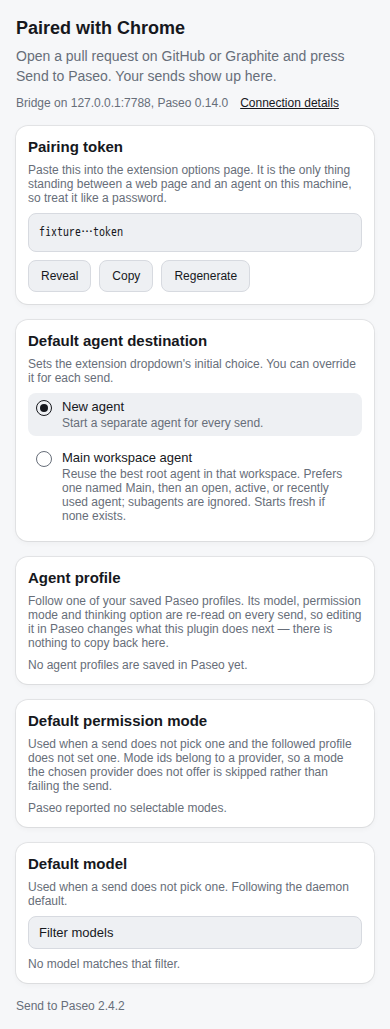 Paired with Chrome
Open a pull request on GitHub or Graphite and press
Send to Paseo. Your sends show up here.
Bridge on 127.0.0.1:7788, Paseo 0.14.0 Connection details
Pairing token
Paste this into the extension options page. It is the only thing
standing between a web page and an agent on this machine,
so treat it like a password.
fixture⋯token
Reveal Copy Regenerate
Default agent destination
Sets the extension dropdown's initial choice. You can override
it for each send.
New agent
Start a separate agent for every send.
Main workspace agent
Reuse the best root agent in that workspace. Prefers
one named Main, then an open, active, or recently
used agent; subagents are ignored. Starts fresh if
none exists.
Agent profile
Follow one of your saved Paseo profiles. Its model, permission
mode and thinking option are re-read on every send, so editing
it in Paseo changes what this plugin does next — there is
nothing to copy back here.
No agent profiles are saved in Paseo yet.
Default permission mode
Used when a send does not pick one and the followed profile
does not set one. Mode ids belong to a provider, so a mode
the chosen provider does not offer is skipped rather than
failing the send.
Paseo reported no selectable modes.
Default model
Used when a send does not pick one. Following the daemon
default.
Filter models
No model matches that filter.
Send to Paseo 2.4.2